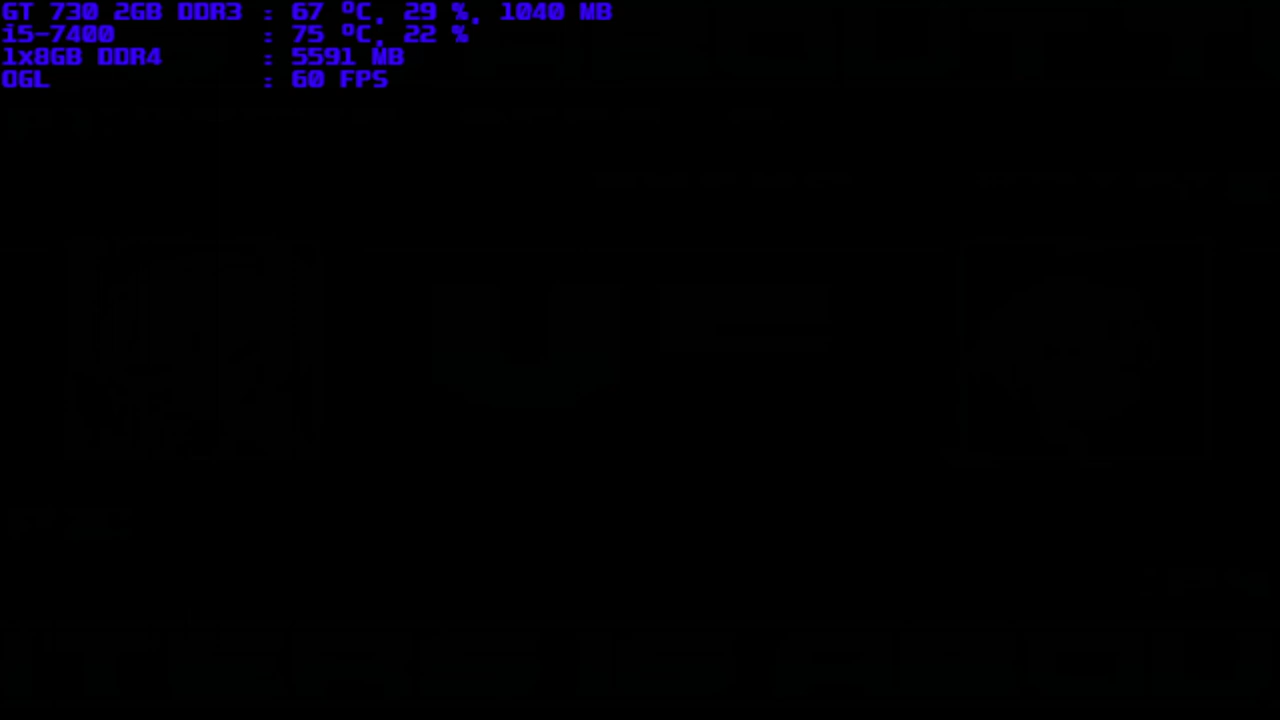 GT 730 2GB DDR3 : 67 ºC, 29 %, 1040 MB
i5-7400 : 75 ºC, 22 %
1x8GB DDR4 : 5591 MB
OGL : 60 FPS